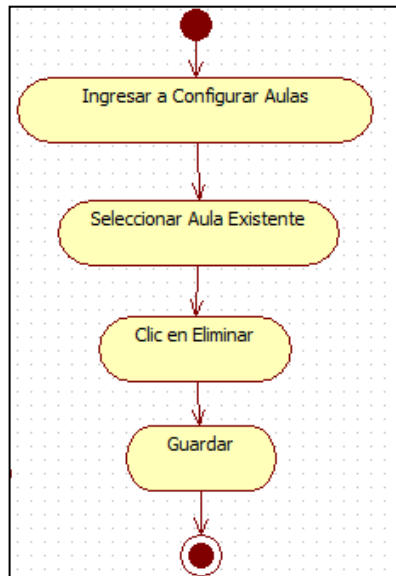 Ingresar a Configurar Aulas
Seleccionar Aula Existente
Clic en Eliminar
Guardar